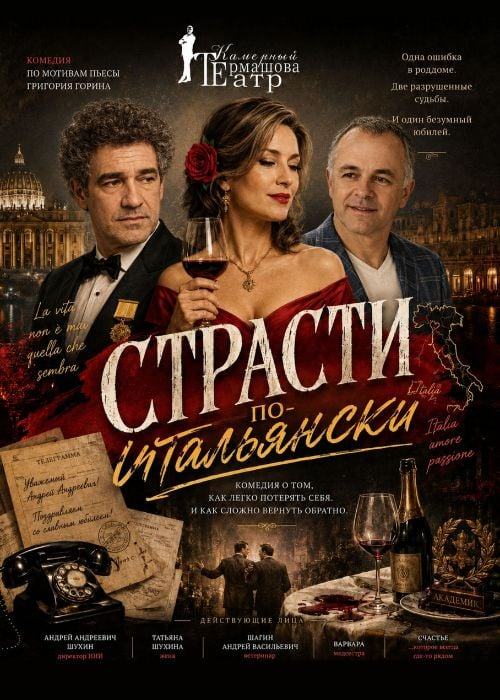 Камерный
Термашова
Театр
КОМЕДИЯ
ПО МОТИВАМ ПЬЕСЫ
ГРИГОРИЯ ГОРИНА
Одна ошибка
в роддоме.
Две разрушенные
судьбы.
И один безумный
юбилей.
La vita
non è mai
quella che
sembra
СТРАСТИ
ПО-
итальянски
Italia
Italia
amore
passione
КОМЕДИЯ О ТОМ,
КАК ЛЕГКО ПОТЕРЯТЬ СЕБЯ.
И КАК СЛОЖНО ВЕРНУТЬ ОБРАТНО.
ТЕЛЕГРАММА
Уважаемый
Андрей Андреевич!
Поздравляем
со славным юбилеем!
АКАДЕМИК
ДЕЙСТВУЮЩИЕ ЛИЦА
АНДРЕЙ АНДРЕЕВИЧ
ШУХИН
директор НИИ
ТАТЬЯНА
ШУХИНА
жена
ШАГИН
АНДРЕЙ ВАСИЛЬЕВИЧ
ветеринар
ВАРВАРА
медсестра
СЧАСТЬЕ
...которое всегда
где-то рядом